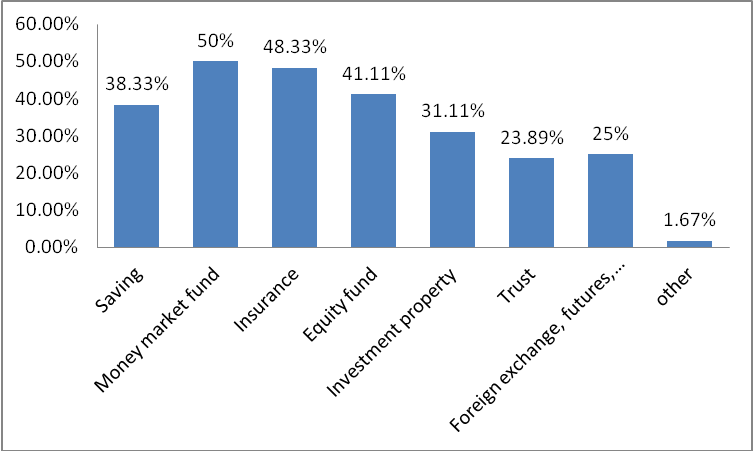 60.00%
50.00%
40.00%
30.00%
20.00%
10.00%
0.00%
38.33%
50%
48.33%
41.11%
31.11%
23.89%
25%
1.67%
Saving
Money market fund
Insurance
Equity fund
Investment property
Trust
Foreign exchange, futures,...
other